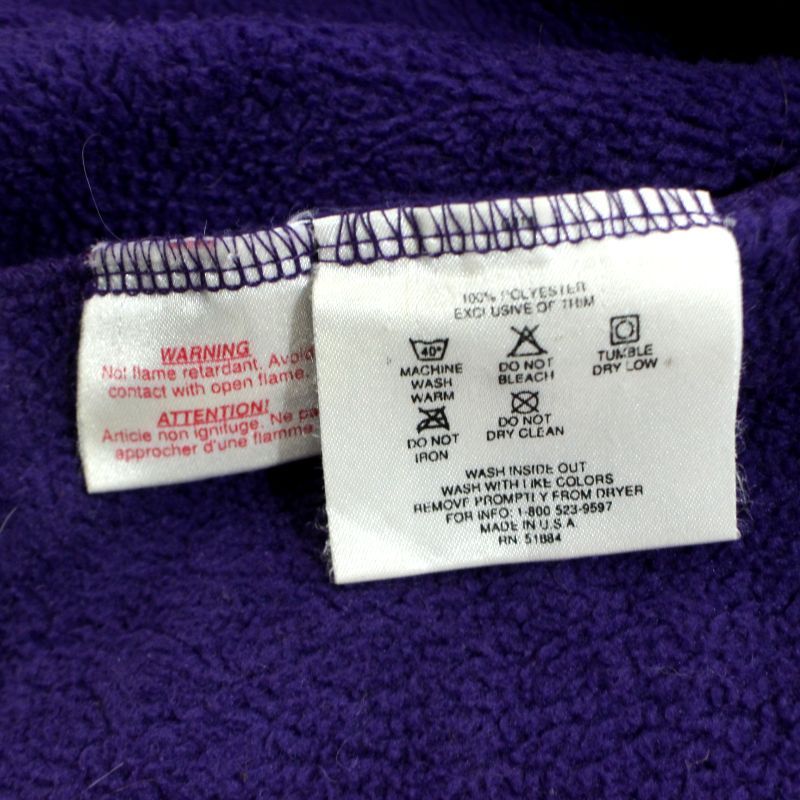 WARNING
Not flame retardant. Avoid
contact with open flame.
ATTENTION!
Article non ignifuge. Ne pa
approcher d'une flamme.
100% POLYESTER
EXCLUSIVE OF TRIM
40°
MACHINE
WASH
WARM
DO NOT
BLEACH
TUMBLE
DRY LOW
DO NOT
IRON
DO NOT
DRY CLEAN
WASH INSIDE OUT
WASH WITH LIKE COLORS
REMOVE PROMPTLY FROM DRYER
FOR INFO: 1-800 523-9597
MADE IN U.S.A
RN: 51884